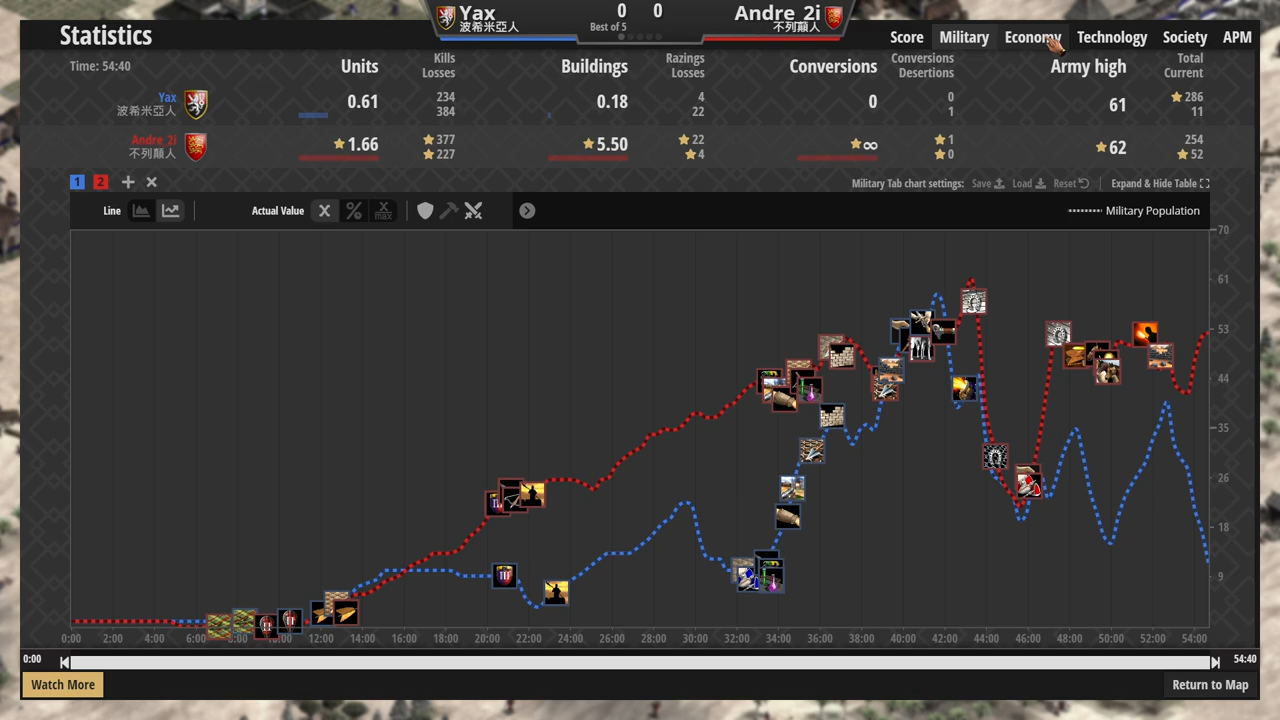 Yax 0 0 Andre_2i
波希米亞人 Best of 5 不列顛人
Statistics
Score Military Economy Technology Society APM
Time: 54:40
Units Kills Losses Buildings Razings Losses Conversions Conversions Desertions Army high Total Current
Yax
波希米亞人
0.61 234 384 0.18 4 22 0 0 1 61 286 11
Andre_2i
不列顛人
1.66 377 227 5.50 22 4 ∞ 1 0 62 254 52
1 2
Military Tab chart settings: Save Load Reset Expand & Hide Table
Line Actual Value X % X max Military Population
70
61
53
44
35
26
18
9
0:00 2:00 4:00 6:00 8:00 10:00 12:00 14:00 16:00 18:00 20:00 22:00 24:00 26:00 28:00 30:00 32:00 34:00 36:00 38:00 40:00 42:00 44:00 46:00 48:00 50:00 52:00 54:00
0:00 54:40
Watch More Return to Map